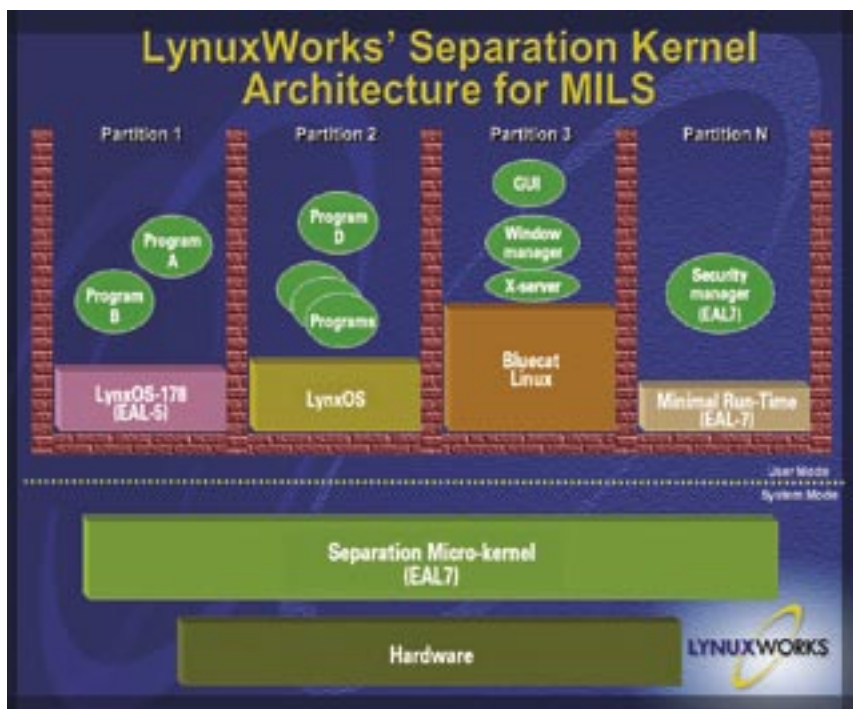 LynuxWorks’ Separation Kernel
Architecture for MILS
Partition 1
Partition 2
Partition 3
Partition N
Program
A
Program
B
LynxOS-178
(EAL-5)
Program
D
Programs
LynxOS
GUI
Window
manager
X-server
Bluecat
Linux
Security
manager
(EAL7)
Minimal Run-Time
(EAL-7)
User Mode
System Mode
Separation Micro-kernel
(EAL7)
Hardware
LYNUXWORKS